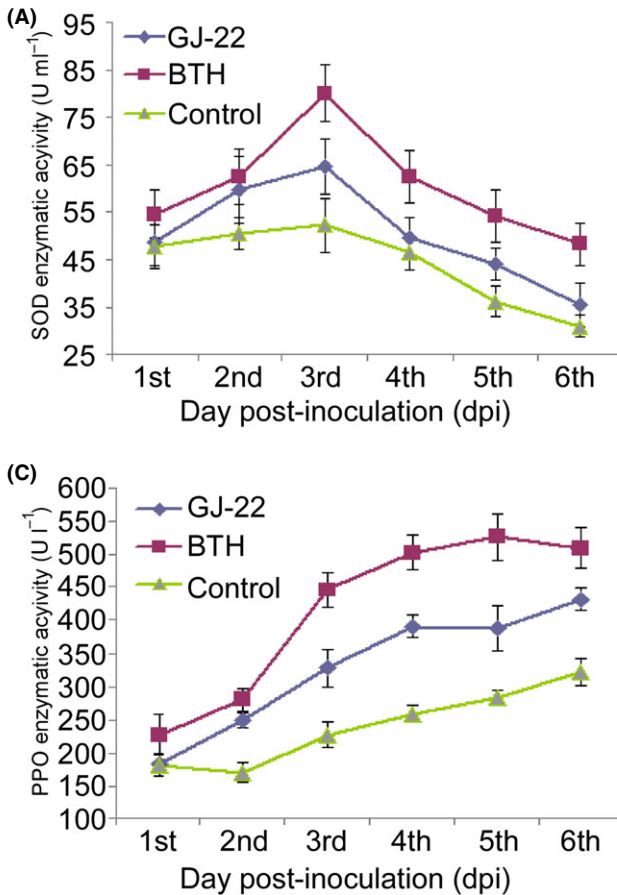 (A)
95
85
75
65
55
45
35
25
SOD enzymatic acyivity (U ml⁻¹)
GJ-22
BTH
Control
1st 2nd 3rd 4th 5th 6th
Day post-inoculation (dpi)
(C)
600
550
500
450
400
350
300
250
200
150
100
PPO enzymatic acyivity (U l⁻¹)
GJ-22
BTH
Control
1st 2nd 3rd 4th 5th 6th
Day post-inoculation (dpi)